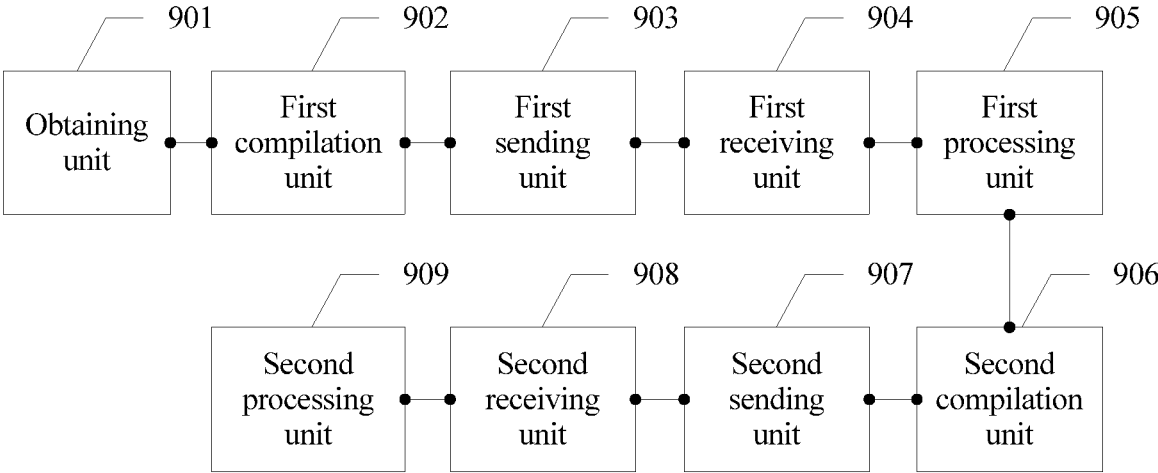 901
902
903
904
905
Obtaining
unit
First
compilation
unit
First
sending
unit
First
receiving
unit
First
processing
unit
909
908
907
906
Second
processing
unit
Second
receiving
unit
Second
sending
unit
Second
compilation
unit